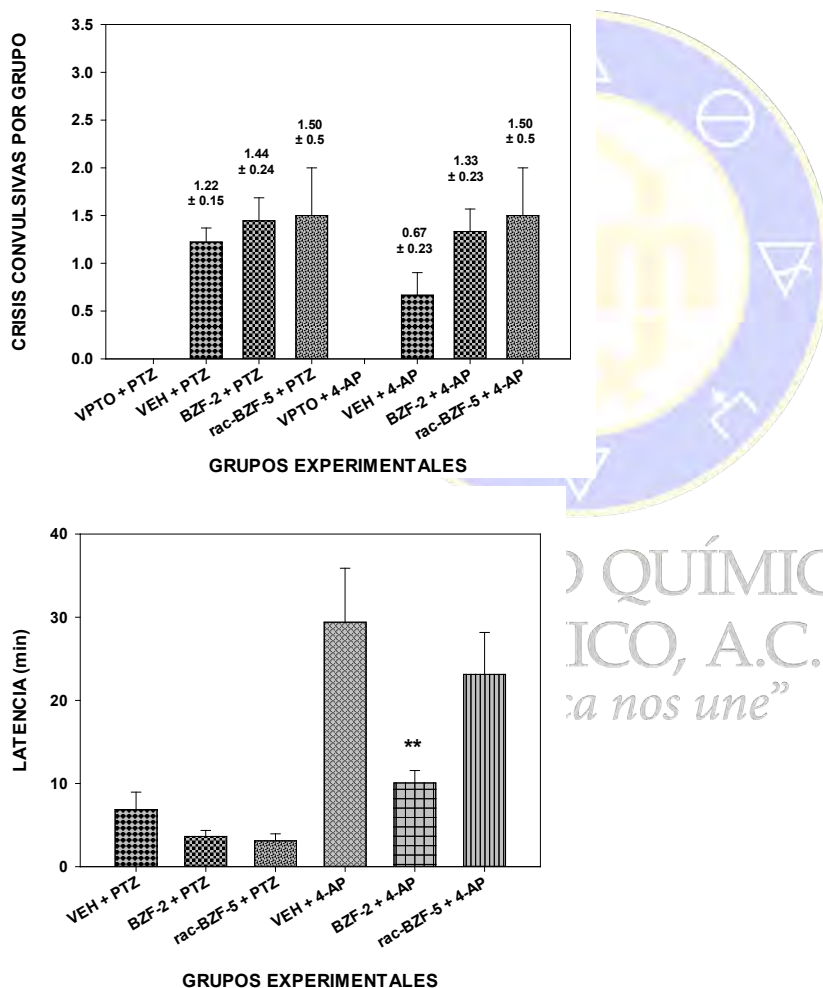 CRISIS CONVULSIVAS POR GRUPO
3.5
3.0
2.5
2.0
1.5
1.0
0.5
0.0
1.22
± 0.15
1.44
± 0.24
1.50
± 0.5
0.67
± 0.23
1.33
± 0.23
1.50
± 0.5
VPTO + PTZ
VEH + PTZ
BZF-2 + PTZ
rac-BZF-5 + PTZ
VPTO + 4-AP
VEH + 4-AP
BZF-2 + 4-AP
rac-BZF-5 + 4-AP
GRUPOS EXPERIMENTALES
LATENCIA (min)
40
30
20
10
0
**
VEH + PTZ
BZF-2 + PTZ
rac-BZF-5 + PTZ
VEH + 4-AP
BZF-2 + 4-AP
rac-BZF-5 + 4-AP
GRUPOS EXPERIMENTALES
QUÍMIC
ICO, A.C.
nos une”